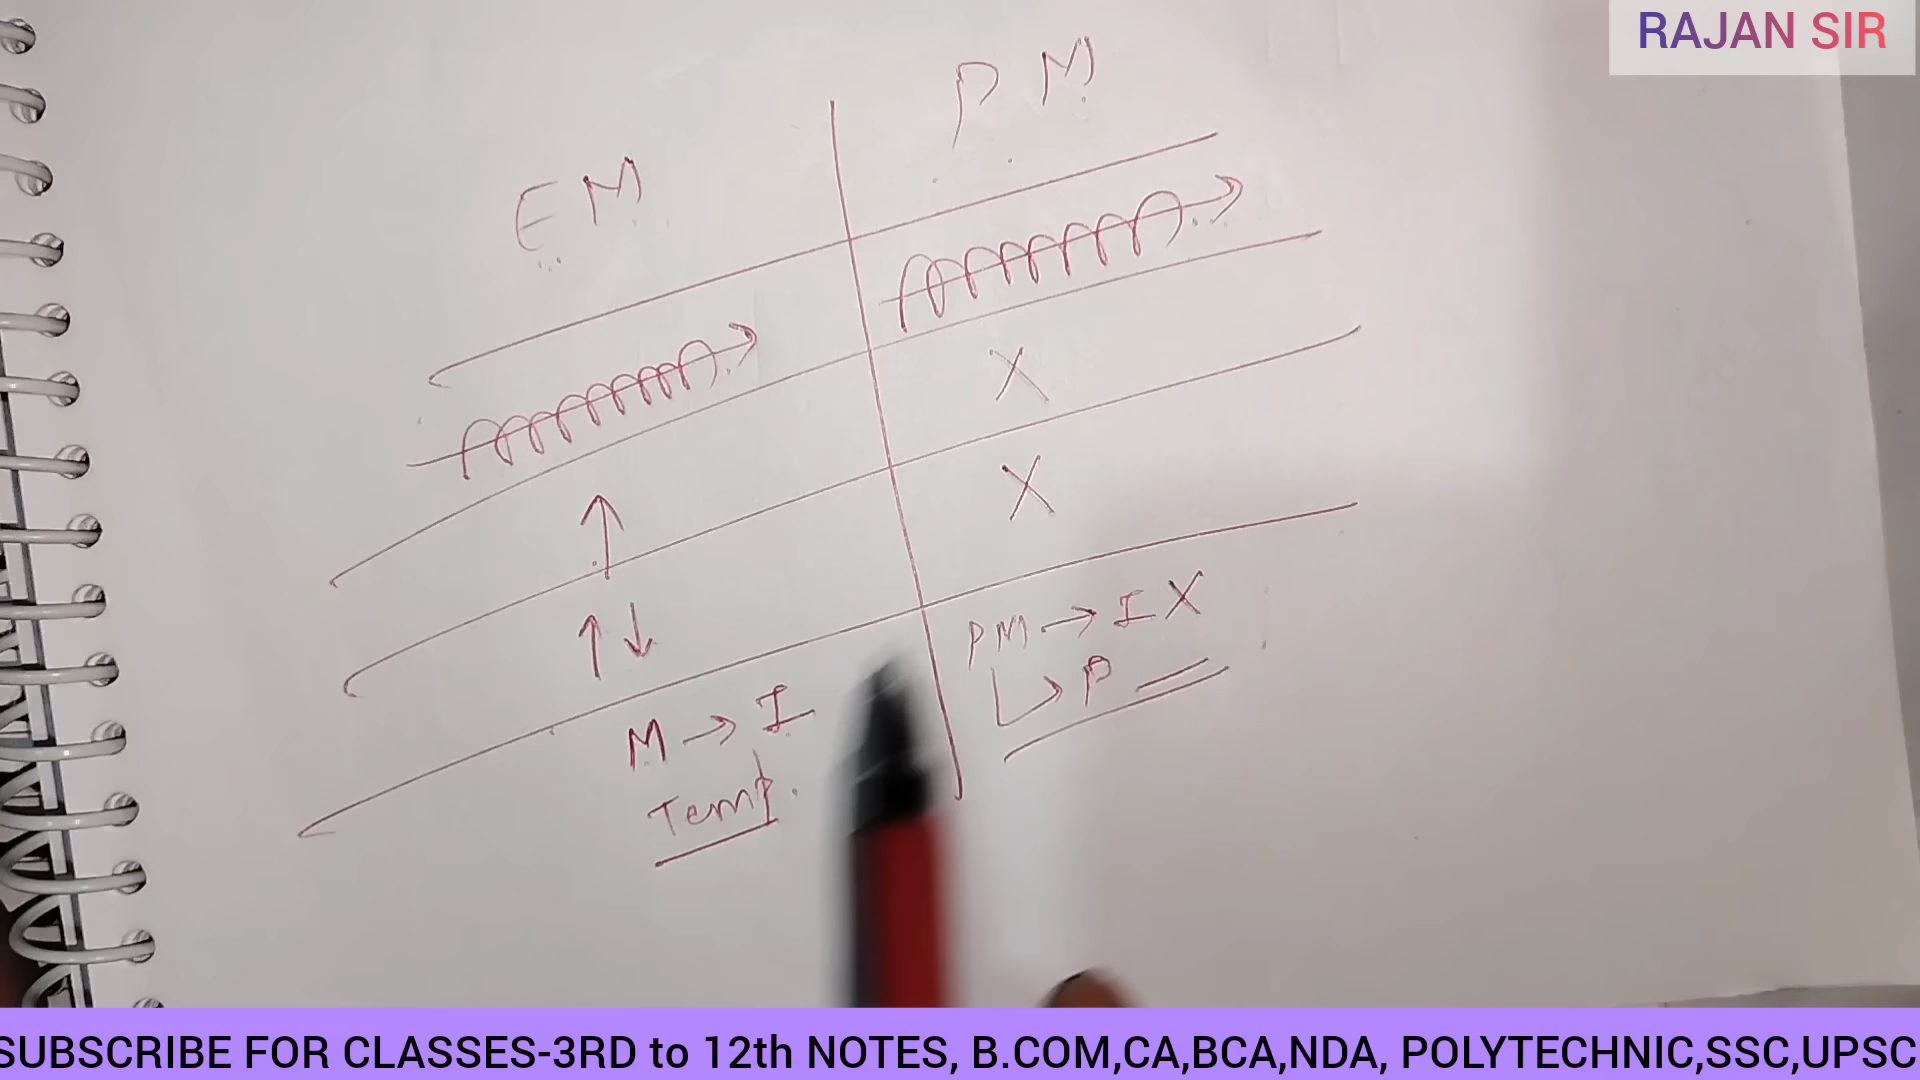 RAJAN SIR
EM
PM
X
X
↑
↑↓
PM → I X
↳ P
M → I
Temp.
SUBSCRIBE FOR CLASSES-3RD to 12th NOTES, B.COM,CA,BCA,NDA, POLYTECHNIC,SSC,UPSC